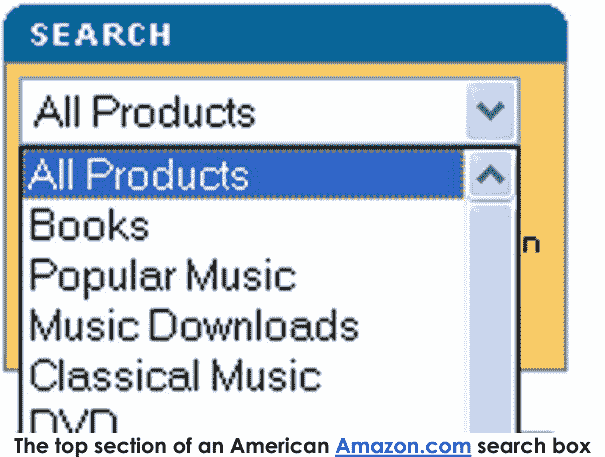 SEARCH
All Products
All Products
Books
n
Popular Music
Music Downloads
Classical Music
DVD
The top section of an American Amazon.com search box